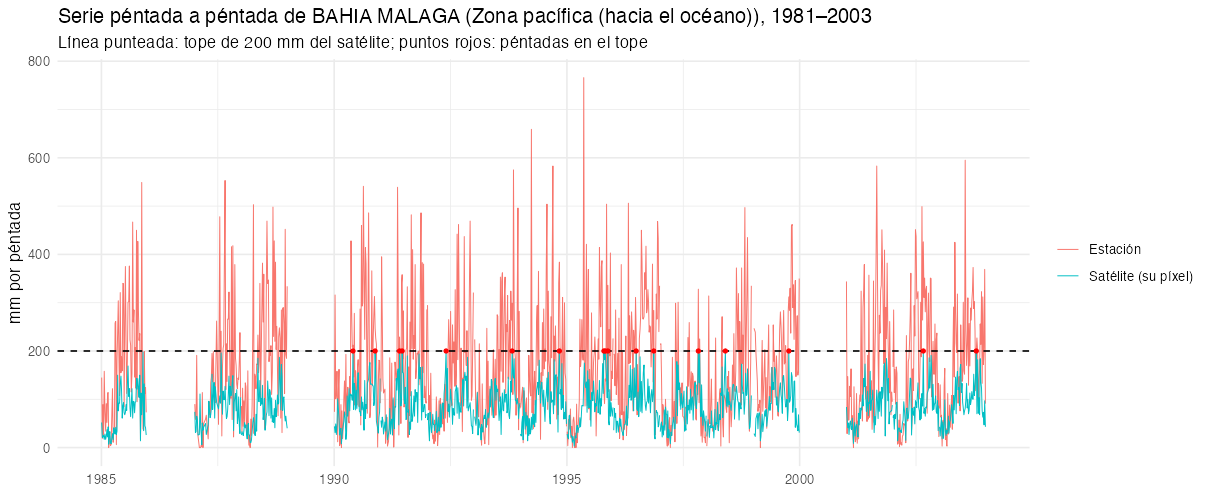 Serie péntada a péntada de BAHIA MALAGA (Zona pacífica (hacia el océano)), 1981–2003
Línea punteada: tope de 200 mm del satélite; puntos rojos: péntadas en el tope
mm por péntada
800
600
400
200
0
1985
1990
1995
2000
Estación
Satélite (su píxel)